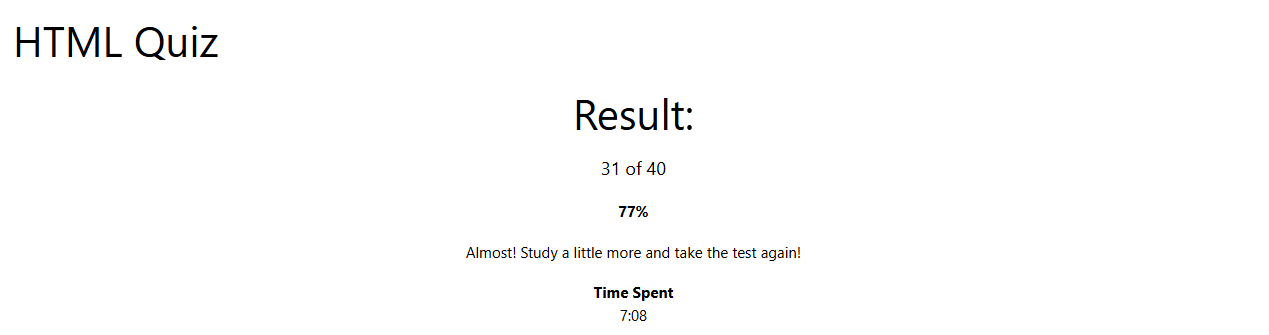 HTML Quiz
Result:
31 of 40
77%
Almost! Study a little more and take the test again!
Time Spent
7:08